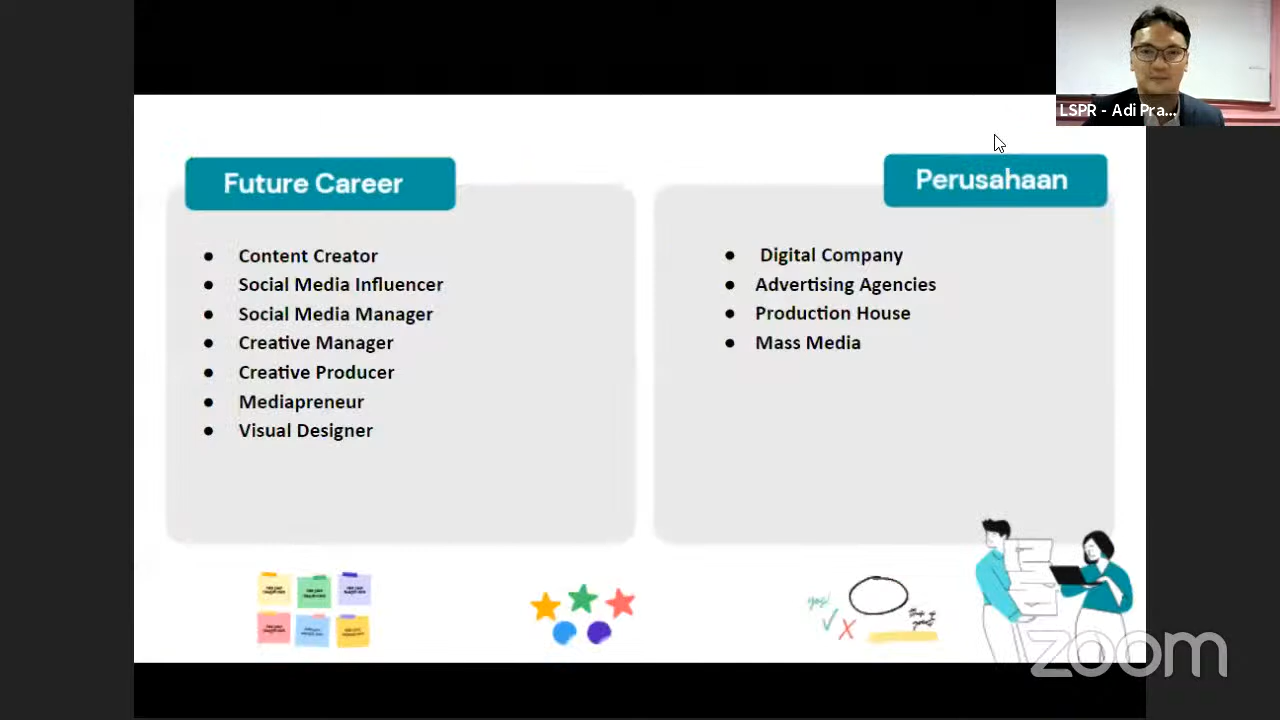 LSPR - Adi Pra...
Future Career
Content Creator
Social Media Influencer
Social Media Manager
Creative Manager
Creative Producer
Mediapreneur
Visual Designer
Perusahaan
Digital Company
Advertising Agencies
Production House
Mass Media
yes!
zoom